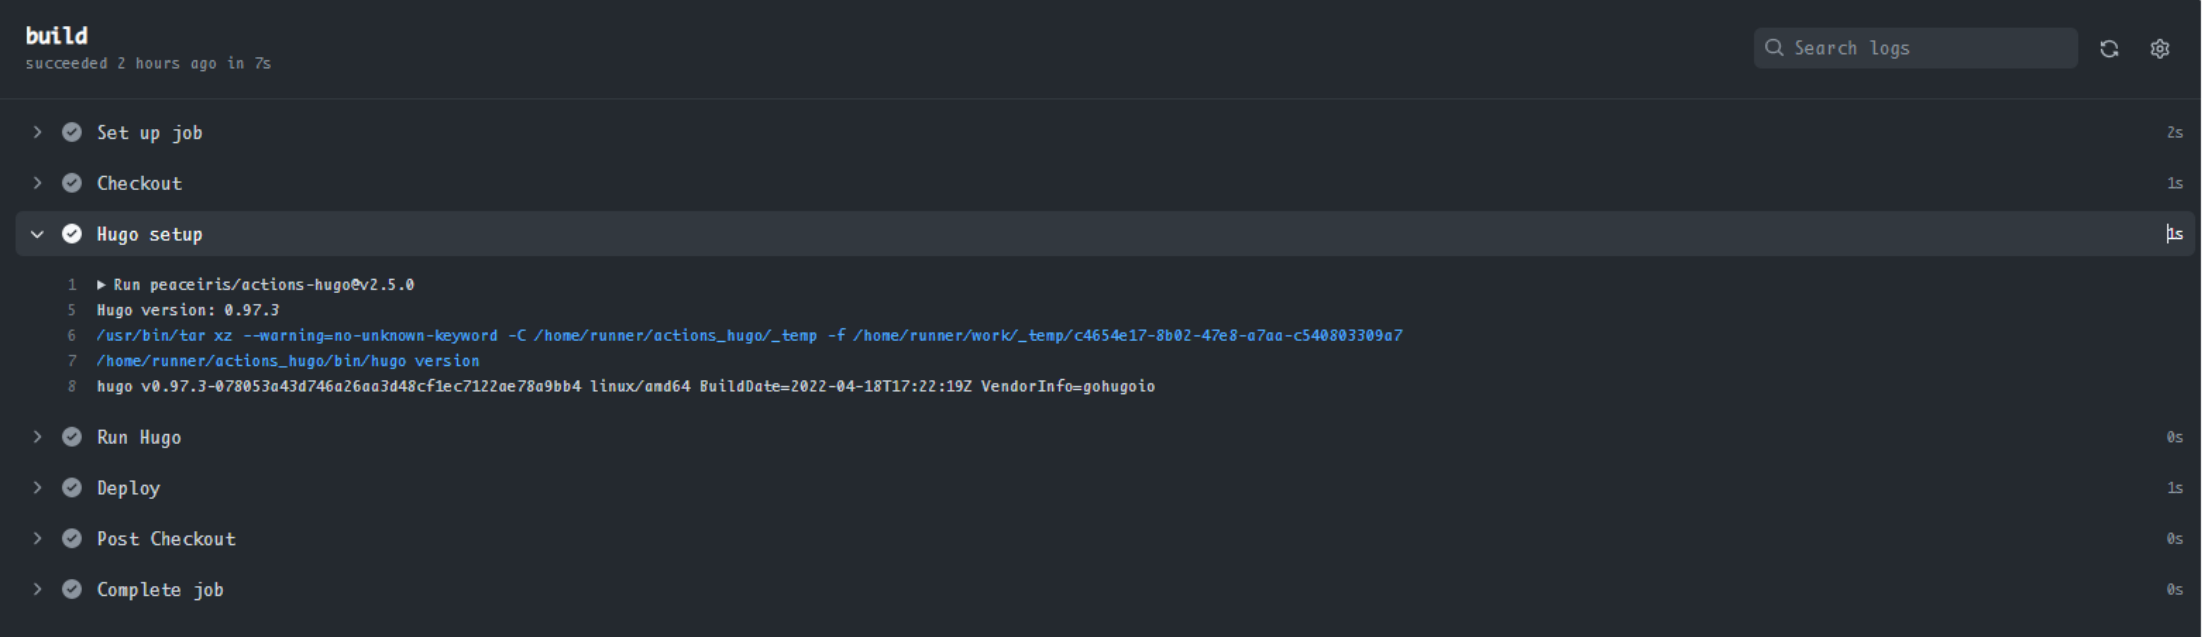 build
succeeded 2 hours ago in 7s
Search logs
Set up job 2s
Checkout 1s
Hugo setup 1s
1 ▶ Run peaceiris/actions-hugo@v2.5.0
5 Hugo version: 0.97.3
6 /usr/bin/tar xz --warning=no-unknown-keyword -C /home/runner/actions_hugo/_temp -f /home/runner/work/_temp/c4654e17-8b02-47e8-a7aa-c540803309a7
7 /home/runner/actions_hugo/bin/hugo version
8 hugo v0.97.3-078053a43d746a26aa3d48cf1ec7122ae78a9bb4 linux/amd64 BuildDate=2022-04-18T17:22:19Z VendorInfo=gohugoio
Run Hugo 0s
Deploy 1s
Post Checkout 0s
Complete job 0s